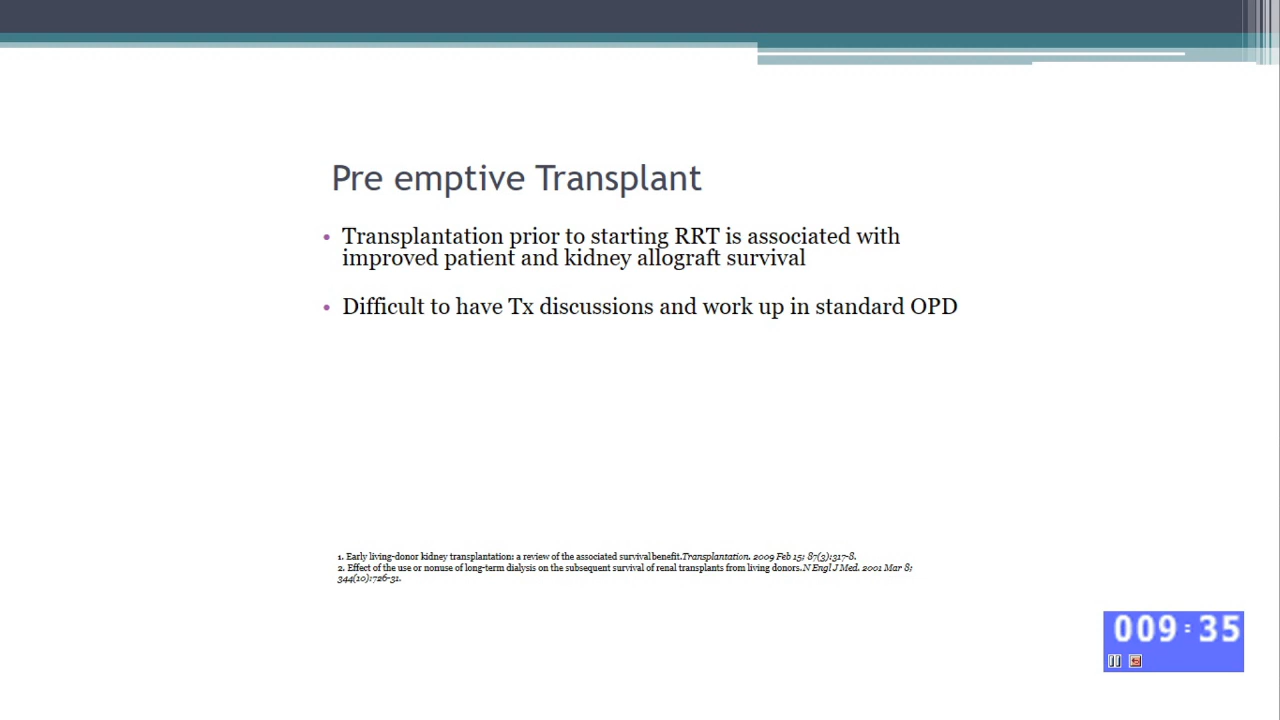 Pre emptive Transplant
• Transplantation prior to starting RRT is associated with
improved patient and kidney allograft survival
• Difficult to have Tx discussions and work up in standard OPD
1. Early living-donor kidney transplantation: a review of the associated survival benefit.Transplantation. 2009 Feb 15; 87(3):317-8.
2. Effect of the use or nonuse of long-term dialysis on the subsequent survival of renal transplants from living donors.N Engl J Med. 2001 Mar 8;
344(10):726-31.
009:35